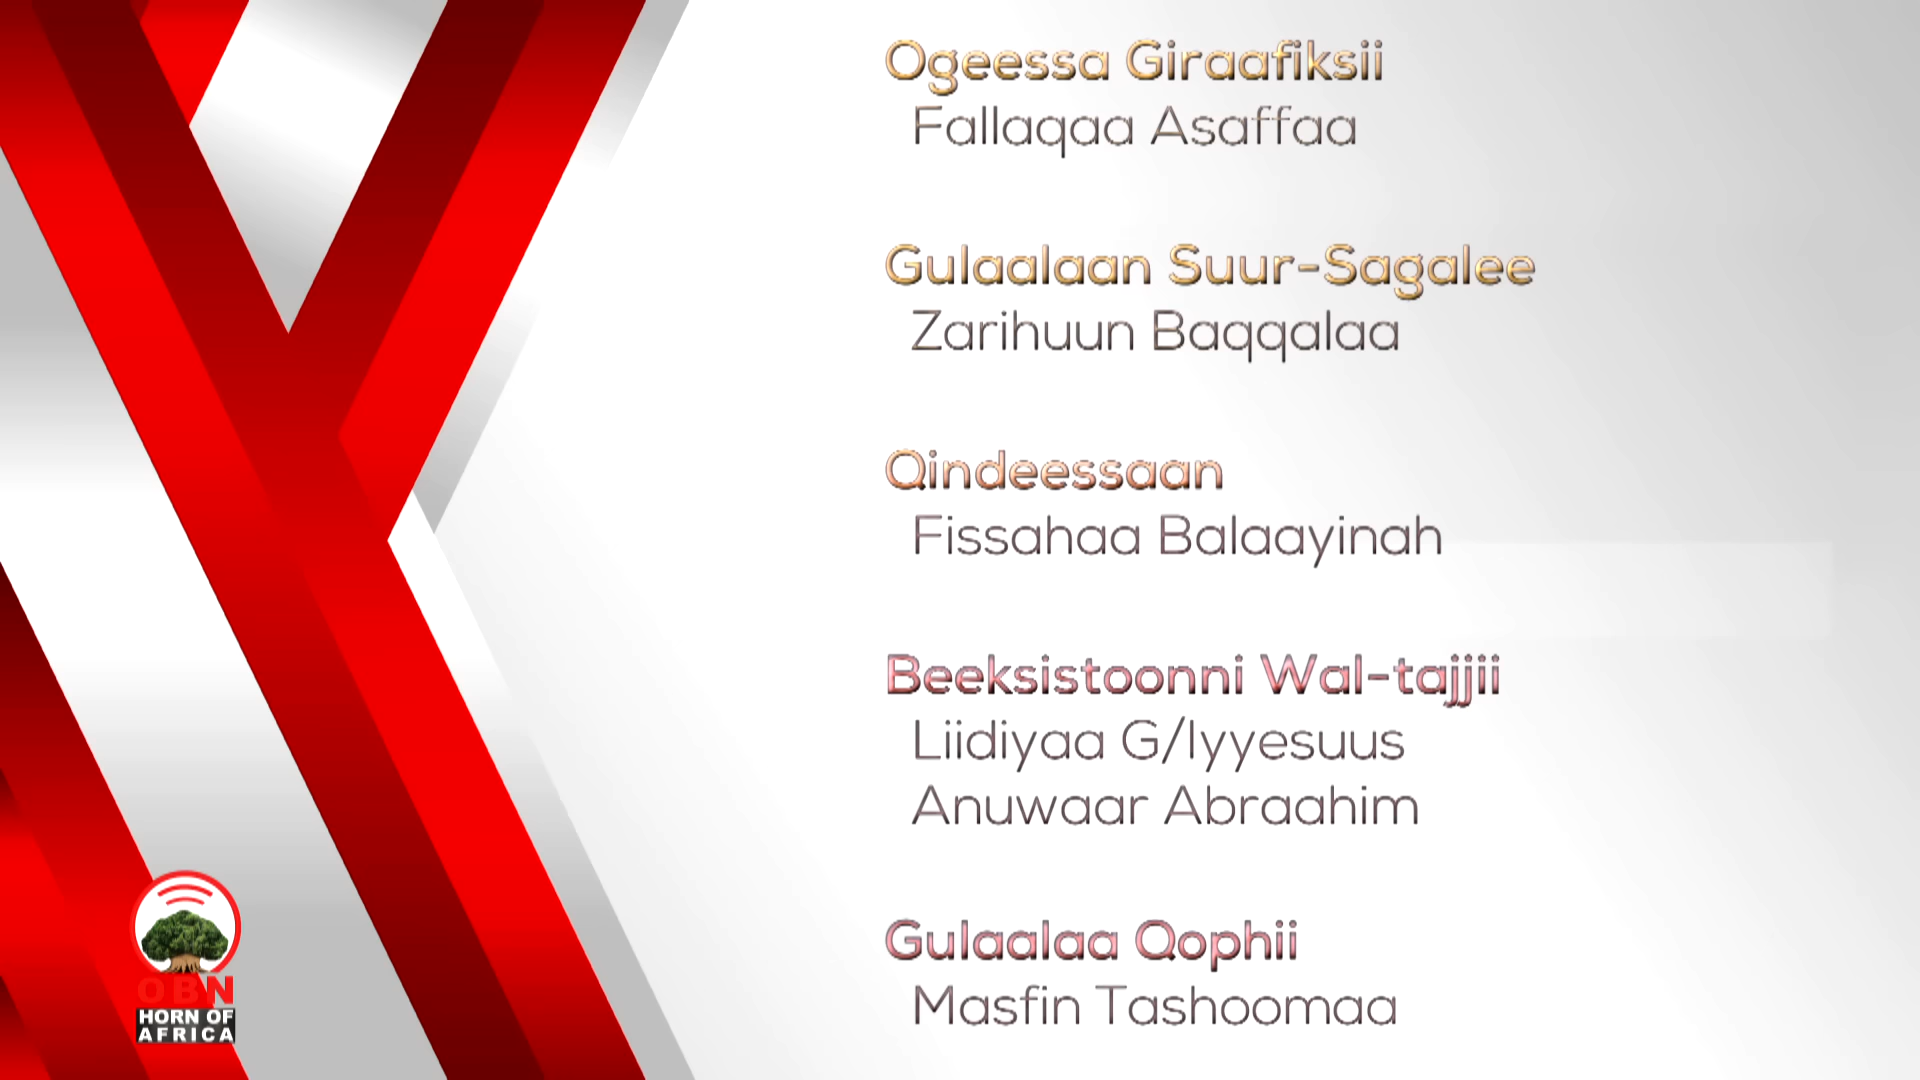 Ogeessa Giraafiksii
Fallaqaa Asaffaa
Gulaalaan Suur-Sagalee
Zarihuun Baqqalaa
Qindeessaan
Fissahaa Balaayinah
Beeksistoonni Wal-tajjii
Liidiyaa G/Iyyesuus
Anuwaar Abraahim
Gulaalaa Qophii
Masfin Tashoomaa
OBN
HORN OF
AFRICA